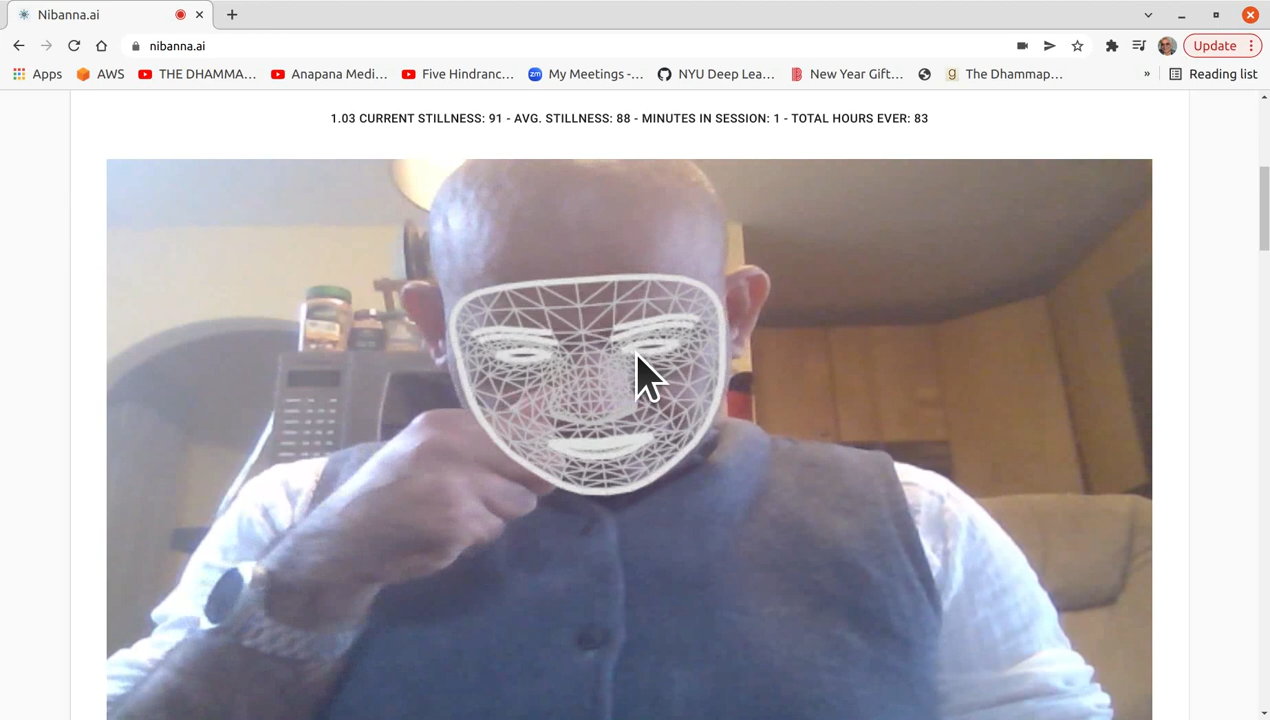 Nibanna.ai
nibanna.ai
Update
Apps AWS THE DHAMMA... Anapana Medi... Five Hindranc... My Meetings -... NYU Deep Lea... New Year Gift... The Dhammap... » Reading list
1.03 CURRENT STILLNESS: 91 - AVG. STILLNESS: 88 - MINUTES IN SESSION: 1 - TOTAL HOURS EVER: 83